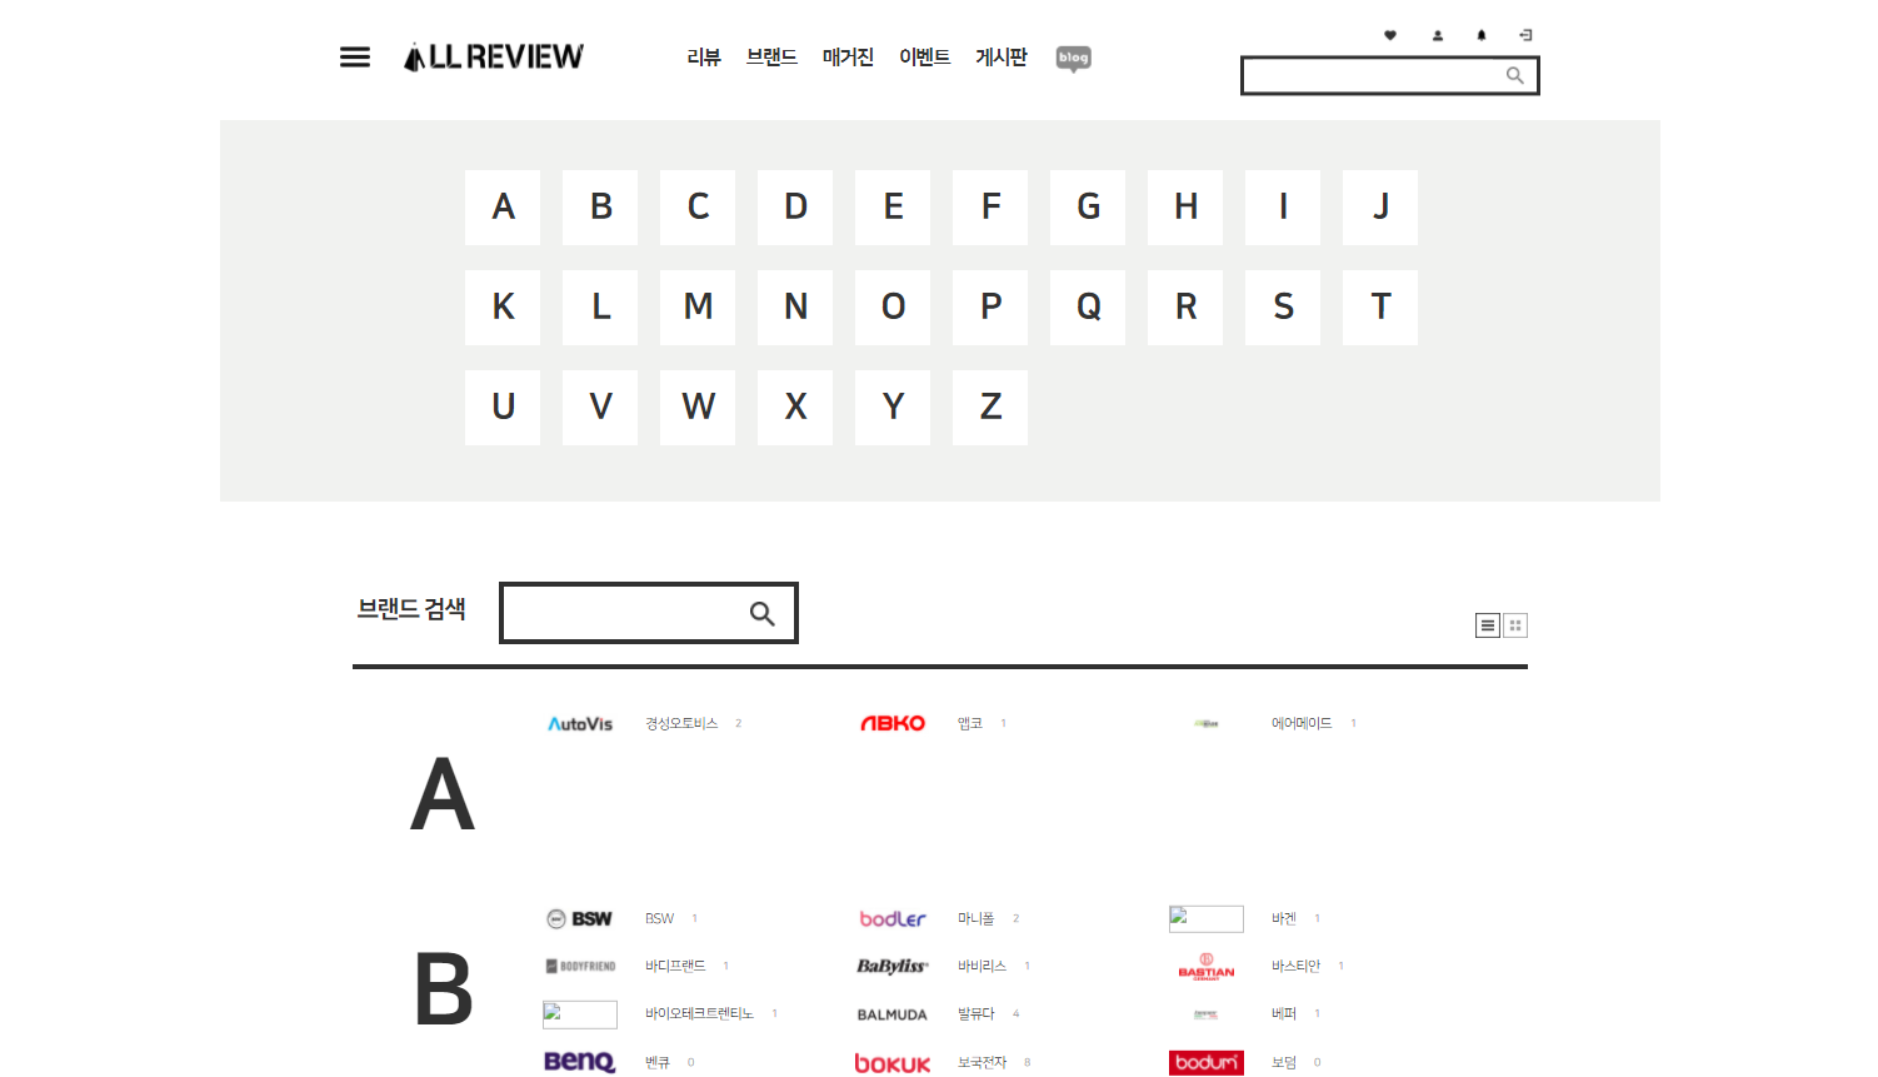 ALL REVIEW 리뷰 브랜드 매거진 이벤트 게시판 blog
A B C D E F G H I J
K L M N O P Q R S T
U V W X Y Z
브랜드 검색
A
AutoVis 경성오토비스 2 ABKO 앱코 1 에어메이드 1
B
BSW BSW 1 bodler 마니폴 2 바겐 1
BODYFRIEND 바디프랜드 1 BaByliss 바비리스 1 BASTIAN GERMANY 바스티안 1
바이오테크트렌티노 1 BALMUDA 발뮤다 4 베퍼 1
BenQ 벤큐 0 BOKUK 보국전자 8 bodum 보덤 0